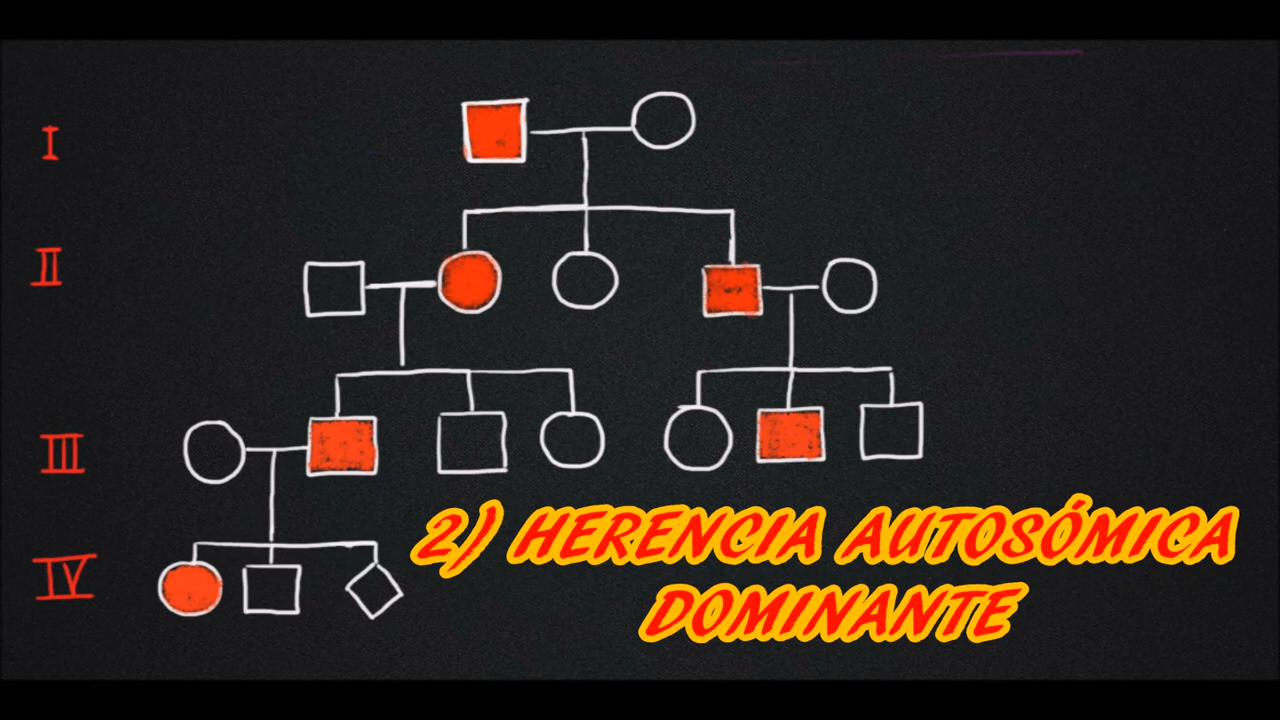 I
II
III
IV
2) HERENCIA AUTOSÓMICA
DOMINANTE